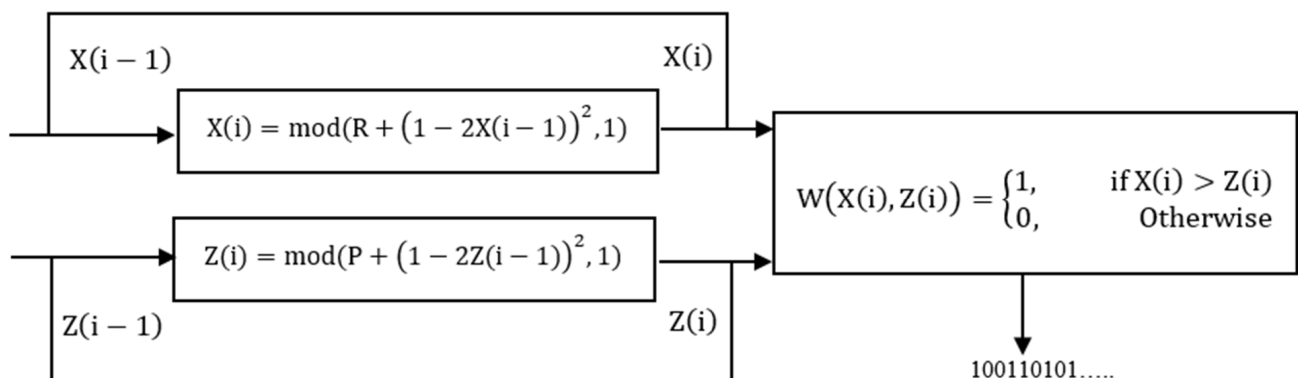 X(i − 1)
X(i)
X(i) = mod(R + (1 − 2X(i − 1))², 1)
W(X(i), Z(i)) = {1, if X(i) > Z(i)
0, Otherwise
Z(i) = mod(P + (1 − 2Z(i − 1))², 1)
Z(i − 1)
Z(i)
100110101.....